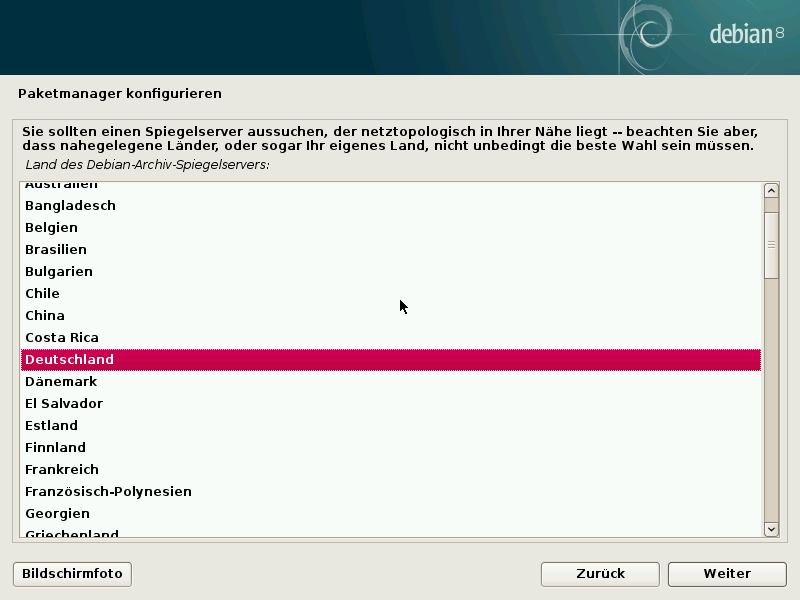 debian 8
Paketmanager konfigurieren
Sie sollten einen Spiegelserver aussuchen, der netztopologisch in Ihrer Nähe liegt -- beachten Sie aber,
dass nahegelegene Länder, oder sogar Ihr eigenes Land, nicht unbedingt die beste Wahl sein müssen.
Land des Debian-Archiv-Spiegelservers:
Australien
Bangladesch
Belgien
Brasilien
Bulgarien
Chile
China
Costa Rica
Deutschland
Dänemark
El Salvador
Estland
Finnland
Frankreich
Französisch-Polynesien
Georgien
Griechenland
Bildschirmfoto
Zurück
Weiter